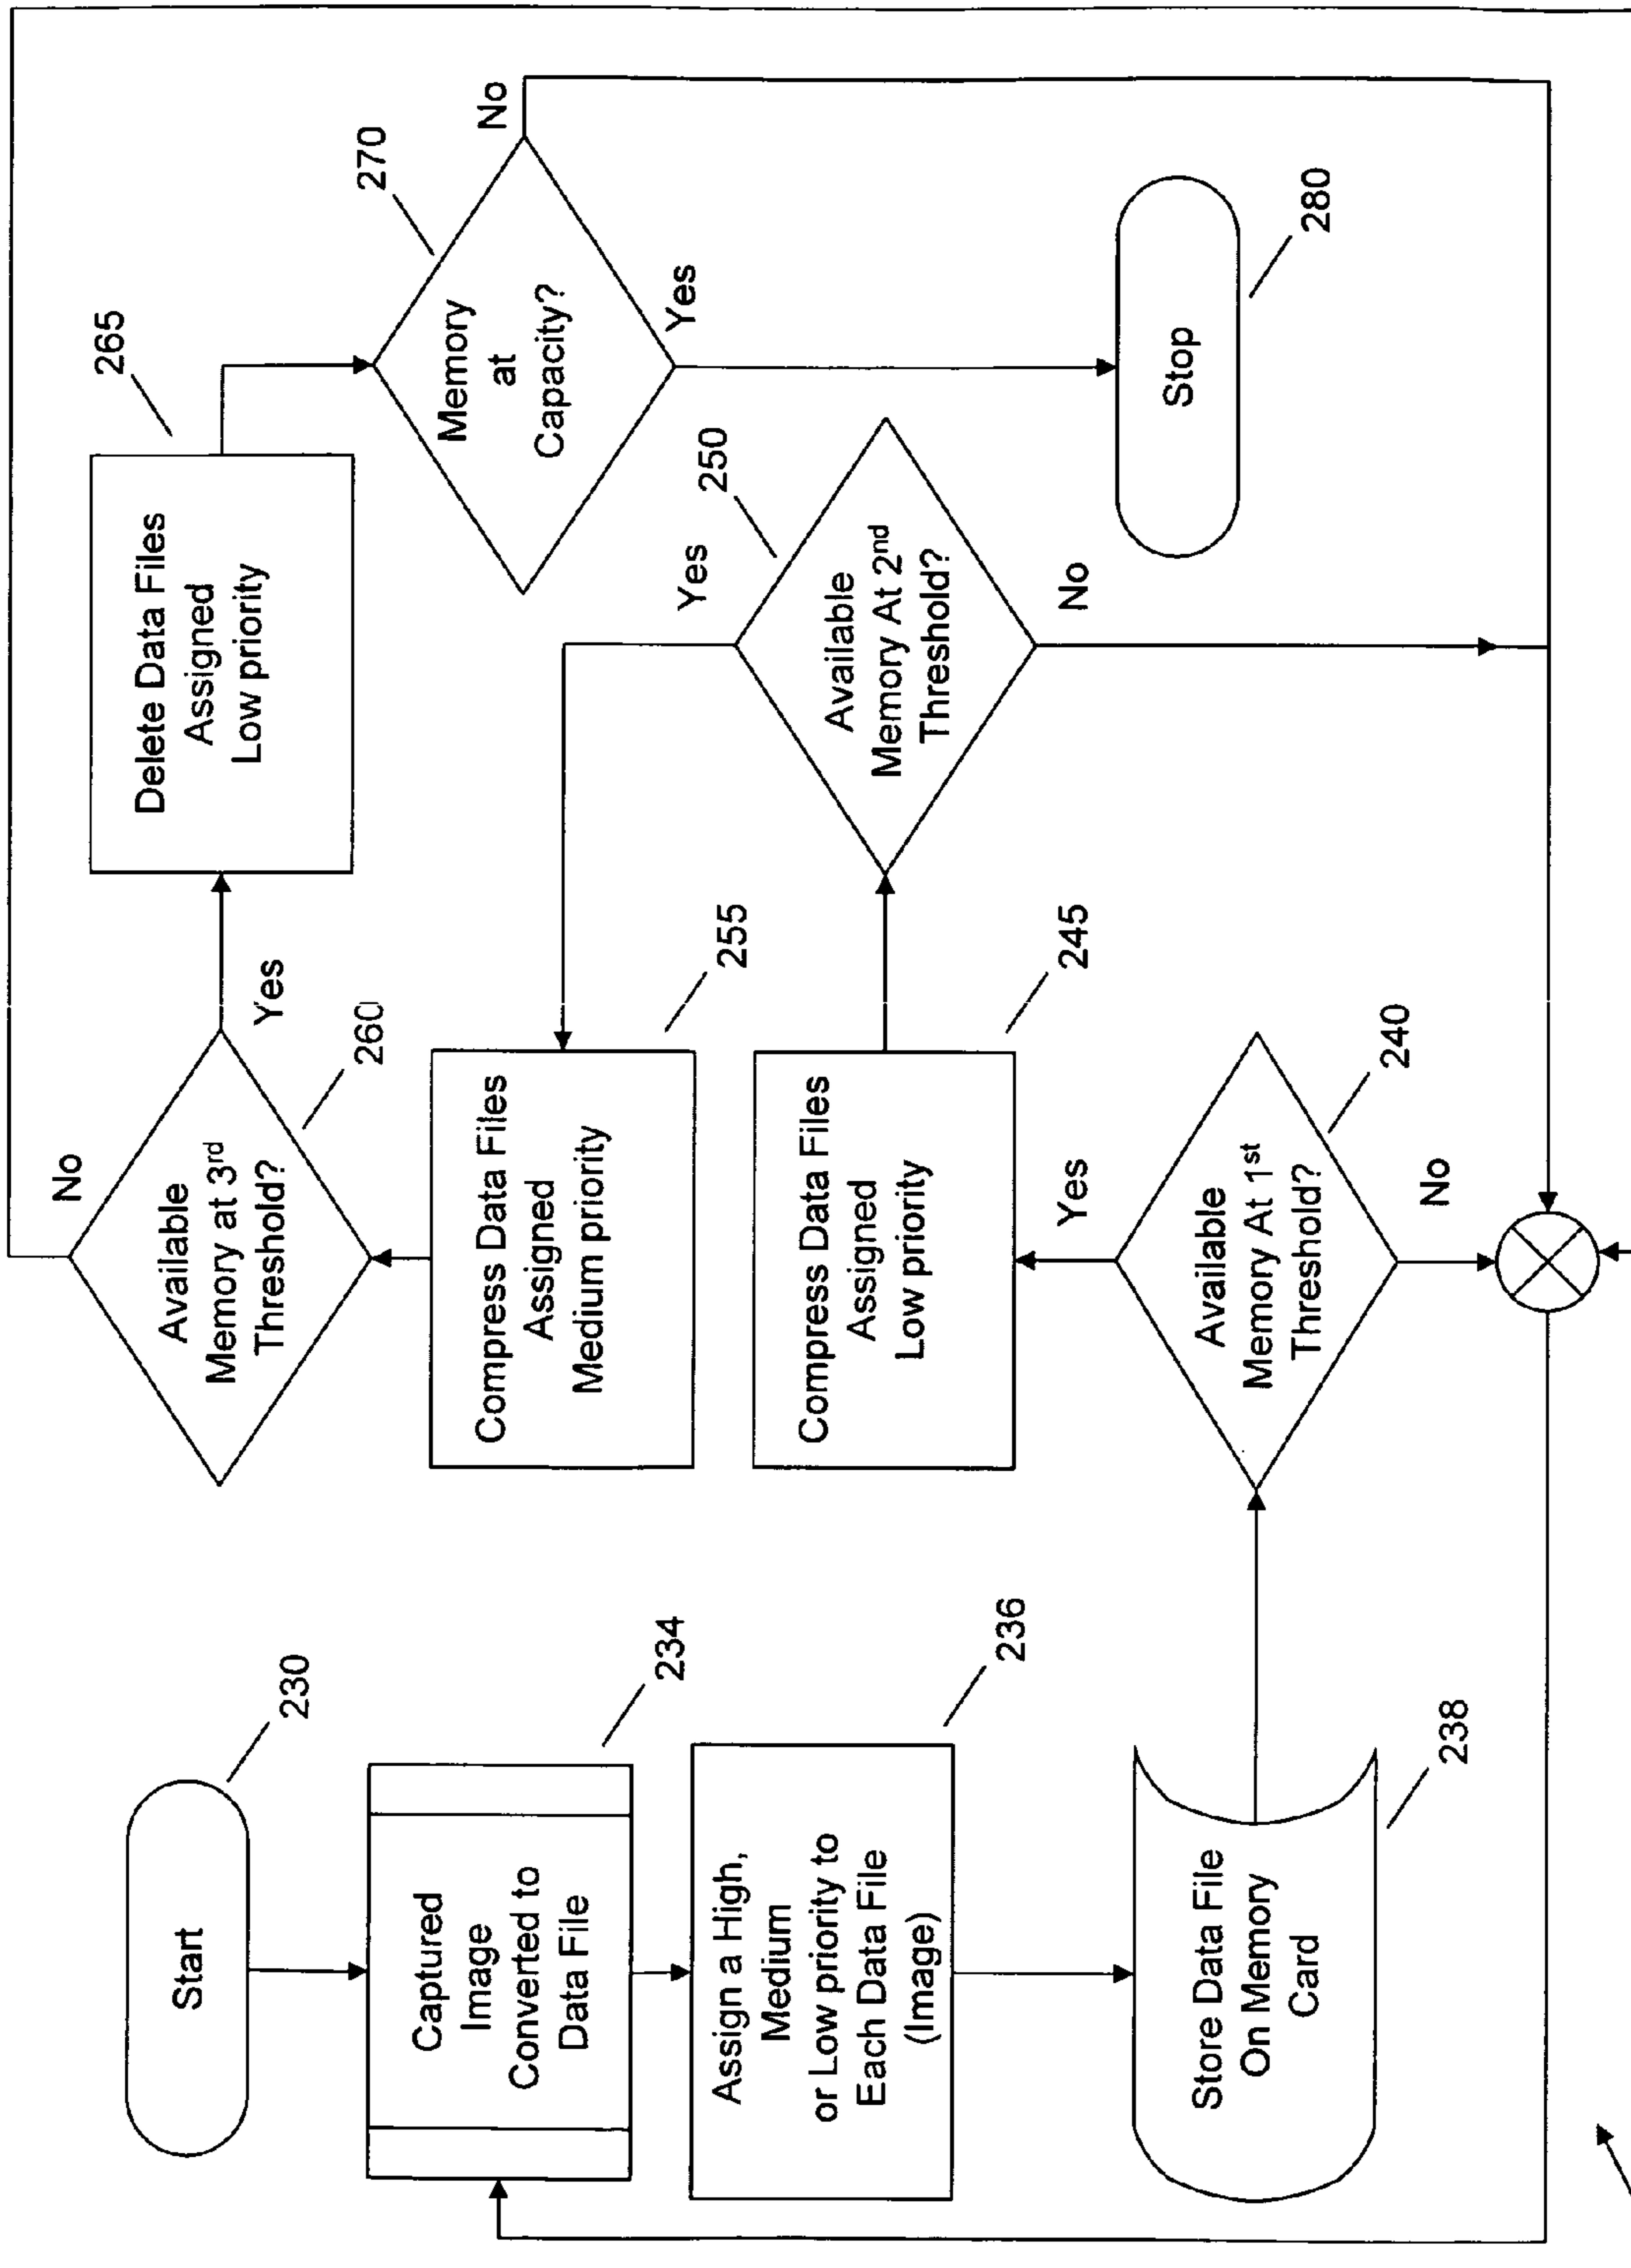 Start
230
Captured
Image
Converted to
Data File
234
Assign a High,
Medium
or Low priority to
Each Data File
(Image)
236
Store Data File
On Memory
Card
238
Available
Memory At 1st
Threshold?
240
Yes
No
Compress Data Files
Assigned
Low priority
245
Available
Memory At 2nd
Threshold?
250
Yes
No
Compress Data Files
Assigned
Medium priority
255
Available
Memory at 3rd
Threshold?
260
No
Yes
Delete Data Files
Assigned
Low priority
265
Memory
at
Capacity?
270
No
Yes
Stop
280